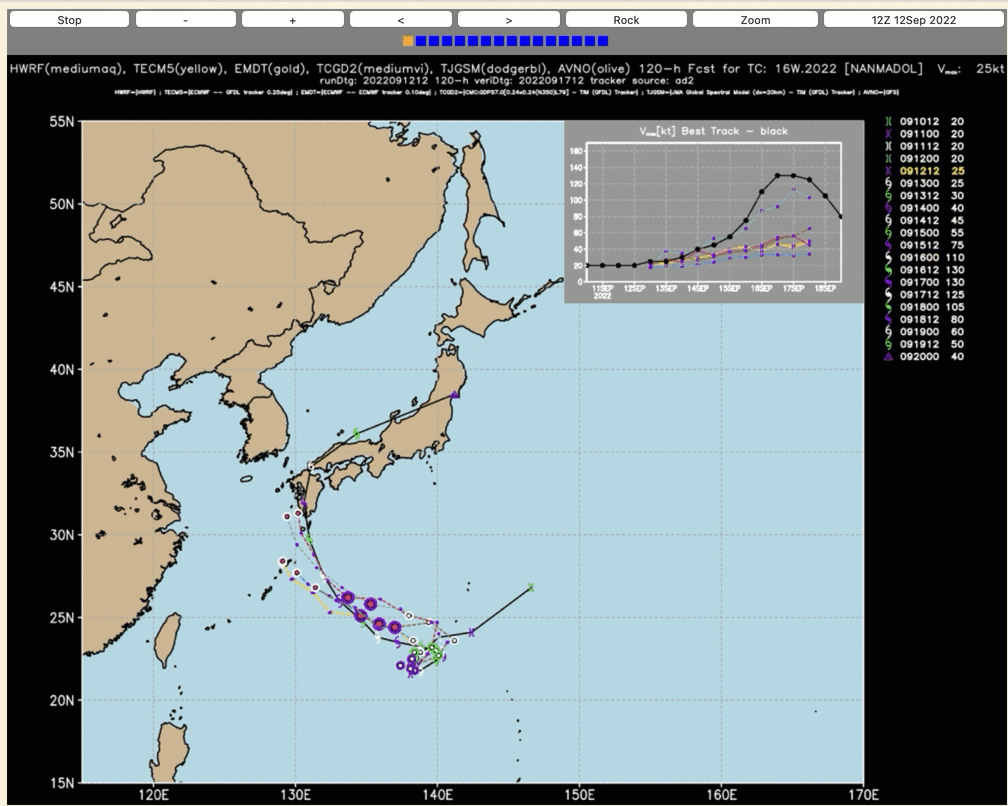 Stop - + < > Rock Zoom 12Z 12Sep 2022
HWRF(mediumaq), TECM5(yellow), EMDT(gold), TCGD2(mediumvi), TJGSM(dodgerbl), AVNO(olive) 120-h Fcst for TC: 16W.2022 [NANMADOL] Vmax: 25kt
runDtg: 2022091212 120-h veriDtg: 2022091712 tracker source: ad2
V_max[kt] Best Track - black
160
140
120
100
80
60
40
20
0
11SEP 12SEP 13SEP 14SEP 15SEP 16SEP 17SEP 18SEP
2022
091012 20
091100 20
091112 20
091200 20
091212 25
091300 25
091312 30
091400 40
091412 45
091500 55
091512 75
091600 110
091612 130
091700 130
091712 125
091800 105
091812 80
091900 60
091912 50
092000 40
55N
50N
45N
40N
35N
30N
25N
20N
15N
120E 130E 140E 150E 160E 170E